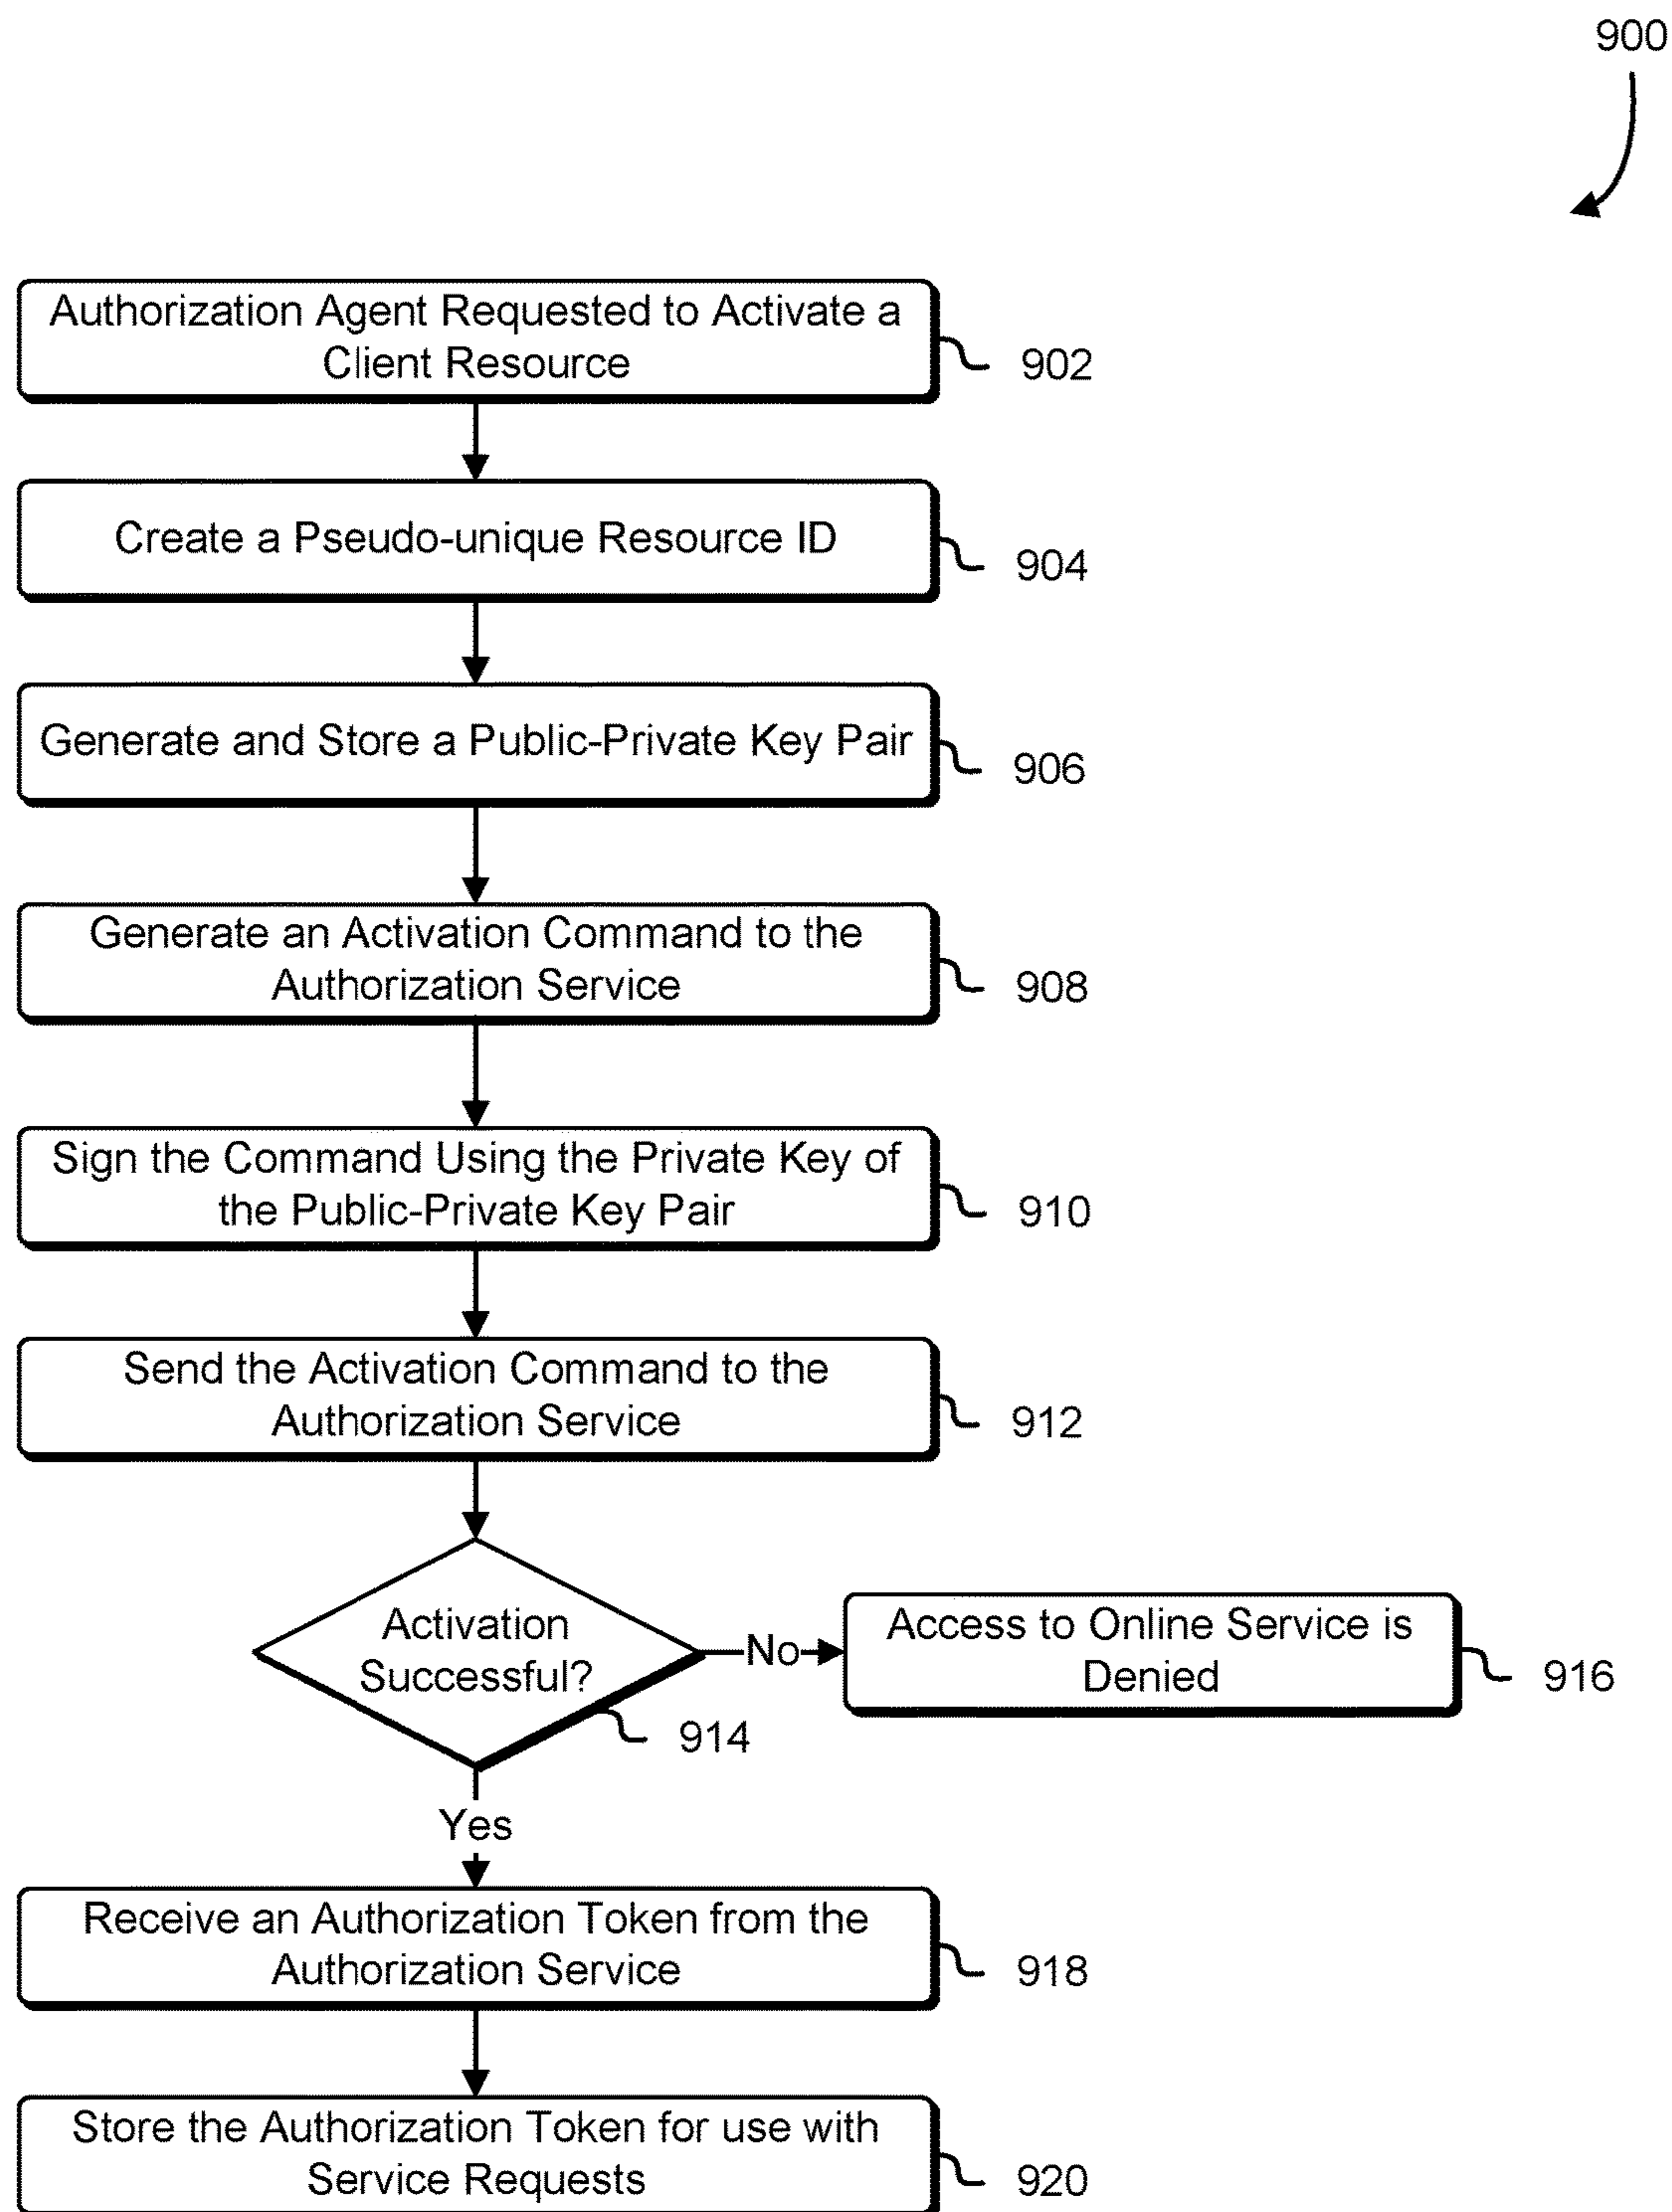 900
Authorization Agent Requested to Activate a
Client Resource
902
Create a Pseudo-unique Resource ID
904
Generate and Store a Public-Private Key Pair
906
Generate an Activation Command to the
Authorization Service
908
Sign the Command Using the Private Key of
the Public-Private Key Pair
910
Send the Activation Command to the
Authorization Service
912
Activation
Successful?
914
No
Access to Online Service is
Denied
916
Yes
Receive an Authorization Token from the
Authorization Service
918
Store the Authorization Token for use with
Service Requests
920